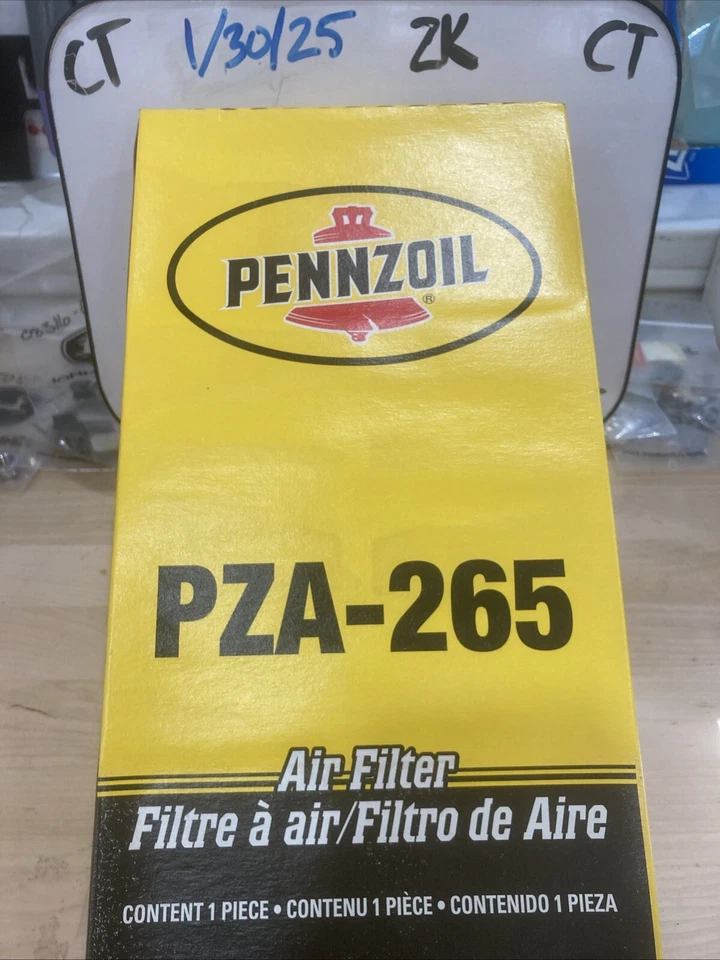 CT 1/30/25 ZK CT
PENNZOIL®
PZA-265
Air Filter
Filtre à air/Filtro de Aire
CONTENT 1 PIECE • CONTENU 1 PIÈCE • CONTENIDO 1 PIEZA